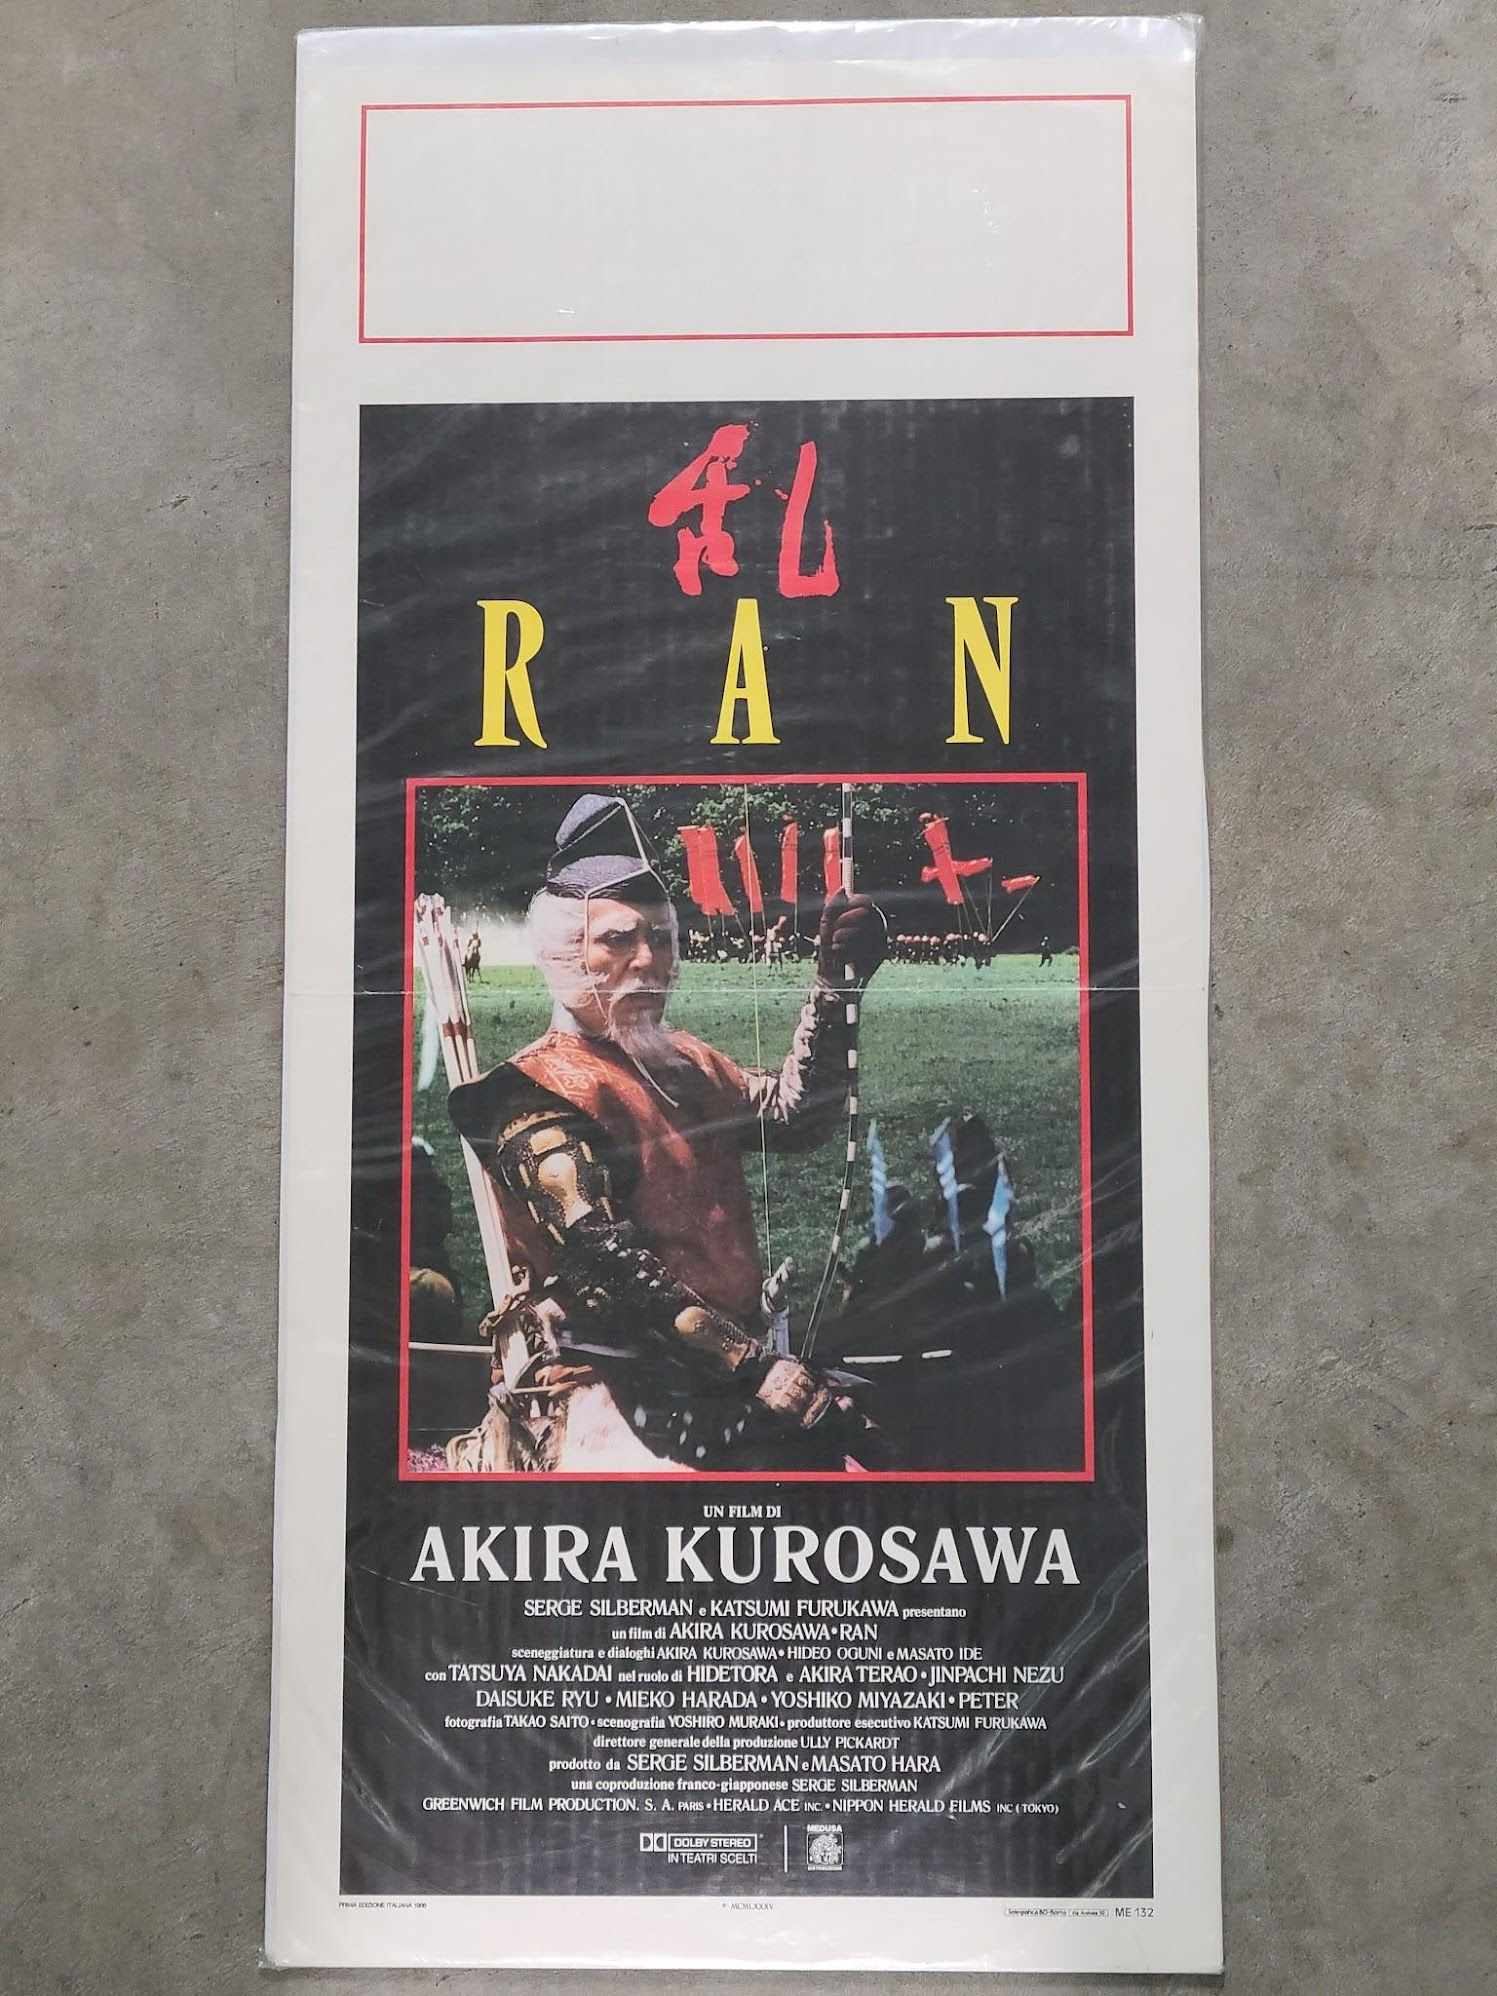 乱
RAN
UN FILM DI
AKIRA KUROSAWA
SERGE SILBERMAN e KATSUMI FURUKAWA presentano
un film di AKIRA KUROSAWA • RAN
sceneggiatura e dialoghi AKIRA KUROSAWA • HIDEO OGUNI e MASATO IDE
con TATSUYA NAKADAI nel ruolo di HIDETORA e AKIRA TERAO • JINPACHI NEZU
DAISUKE RYU • MIEKO HARADA • YOSHIKO MIYAZAKI • PETER
fotografia TAKAO SAITO • scenografia YOSHIRO MURAKI • produttore esecutivo KATSUMI FURUKAWA
direttore generale della produzione ULLY PICKARDT
prodotto da SERGE SILBERMAN e MASATO HARA
una coproduzione franco-giapponese SERGE SILBERMAN
GREENWICH FILM PRODUCTION. S. A. PARIS • HERALD ACE INC. • NIPPON HERALD FILMS INC (TOKYO)
DOLBY STEREO
IN TEATRI SCELTI
MEDUSA
DISTRIBUZIONE
PRIMA EDIZIONE ITALIANA 1986
© MCMLXXXV
ME 132